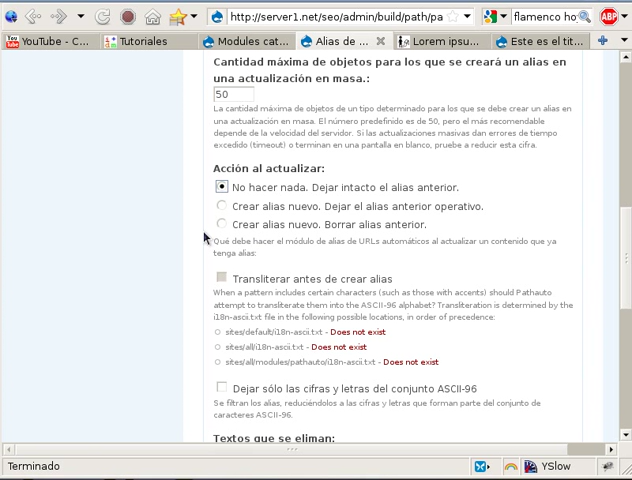 http://server1.net/seo/admin/build/path/pa
flamenco ho
ABP
YouTube - C...
Tutoriales
Modules cat...
Alias de ...
Lorem ipsu...
Este es el tit...
Cantidad máxima de objetos para los que se creará un alias en
una actualización en masa.:
50
La cantidad máxima de objetos de un tipo determinado para los que se debe crear un alias en
una actualización en masa. El número predefinido es de 50, pero el más recomendable
depende de la velocidad del servidor. Si las actualizaciones masivas dan errores de tiempo
excedido (timeout) o terminan en una pantalla en blanco, pruebe a reducir esta cifra.
Acción al actualizar:
No hacer nada. Dejar intacto el alias anterior.
Crear alias nuevo. Dejar el alias anterior operativo.
Crear alias nuevo. Borrar alias anterior.
Qué debe hacer el módulo de alias de URLs automáticos al actualizar un contenido que ya
tenga alias:
Transliterar antes de crear alias
When a pattern includes certain characters (such as those with accents) should Pathauto
attempt to transliterate them into the ASCII-96 alphabet? Transliteration is determined by the
i18n-ascii.txt file in the following possible locations, in order of precedence:
sites/default/i18n-ascii.txt - Does not exist
sites/all/i18n-ascii.txt - Does not exist
sites/all/modules/pathauto/i18n-ascii.txt - Does not exist
Dejar sólo las cifras y letras del conjunto ASCII-96
Se filtran los alias, reduciéndolos a las cifras y letras que forman parte del conjunto de
caracteres ASCII-96.
Textos que se eliman:
Terminado
YSlow